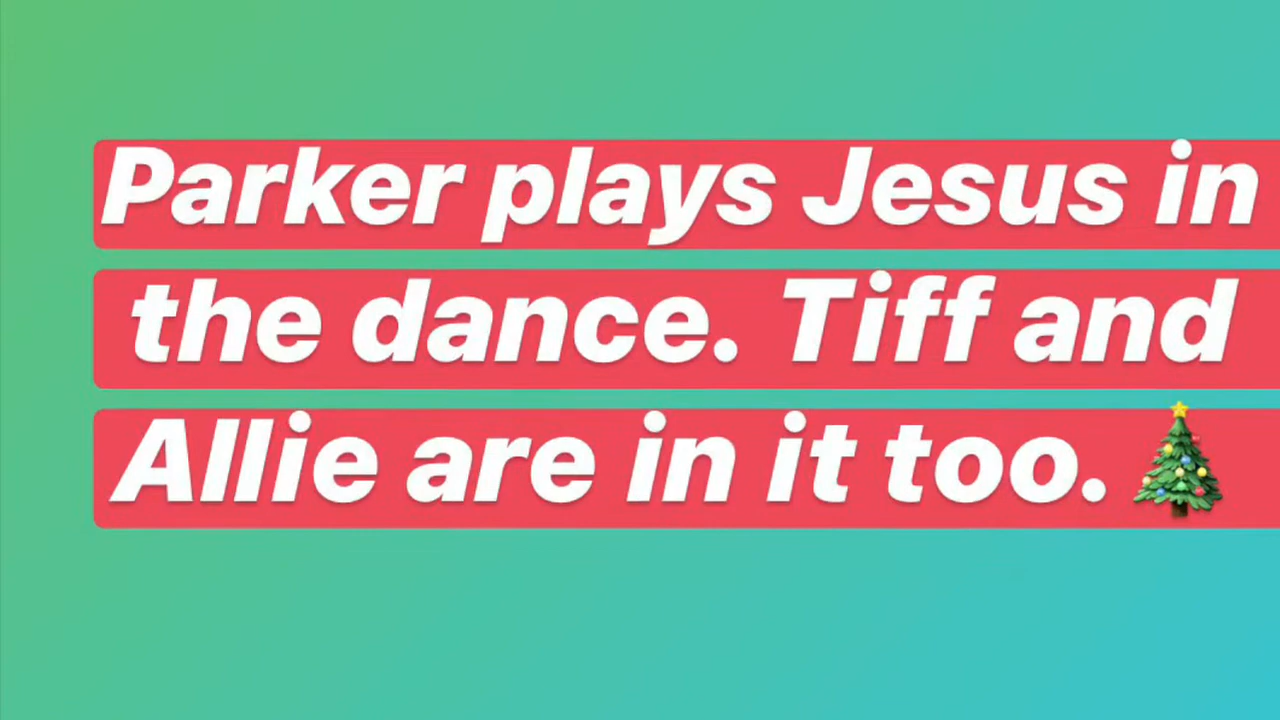 Parker plays Jesus in
the dance. Tiff and
Allie are in it too.🎄